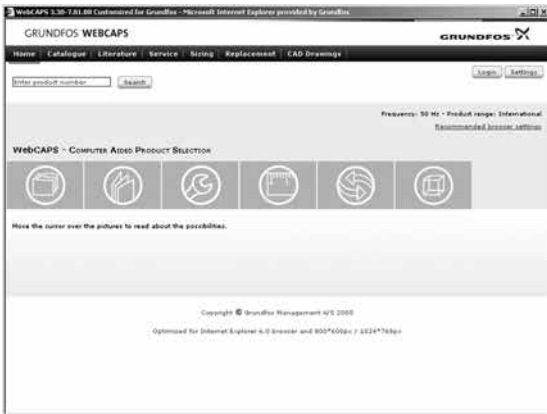 WebCAPS 3.30-7.01.00 Customized for Grundfos - Microsoft Internet Explorer provided by Grundfos
GRUNDFOS WEBCAPS
GRUNDFOS
Home Catalogue Literature Service Sizing Replacement CAD Drawings
Login Settings
Enter product number Search
Frequency: 50 Hz - Product range: International
Recommended browser settings
WebCAPS - Computer Aided Product Selection
Move the cursor over the pictures to read about the possibilities.
Copyright © Grundfos Management A/S
Optimized for Internet Explorer 6.0 browser and 800*600px / 1024*768px